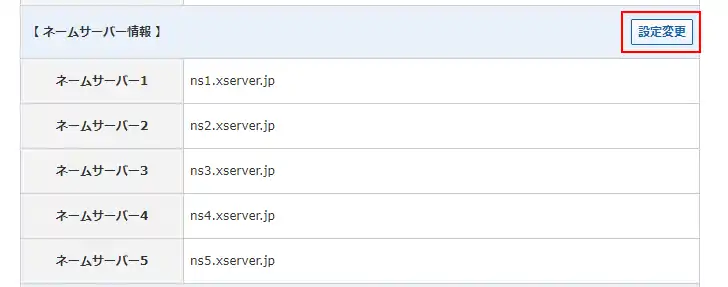 【 ネームサーバー情報 】 設定変更
ネームサーバー1 ns1.xserver.jp
ネームサーバー2 ns2.xserver.jp
ネームサーバー3 ns3.xserver.jp
ネームサーバー4 ns4.xserver.jp
ネームサーバー5 ns5.xserver.jp